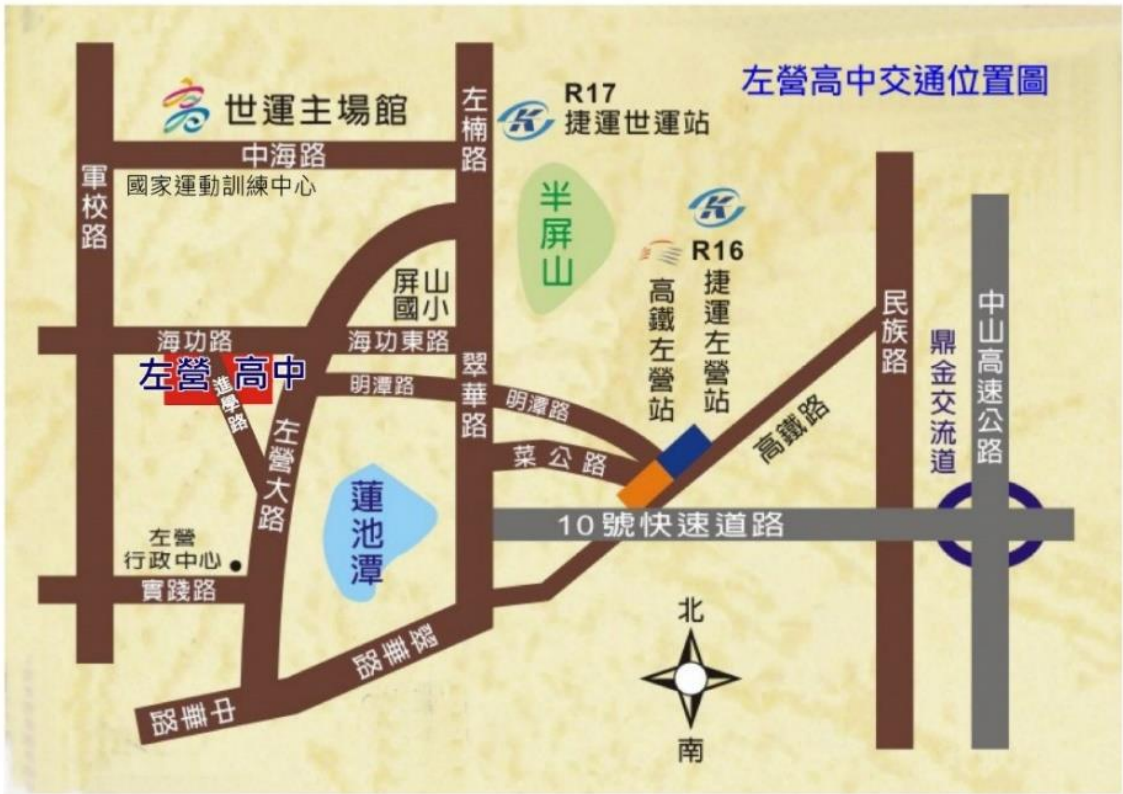 左營高中交通位置圖
世運主場館
中海路
國家運動訓練中心
軍校路
左楠路
R17
捷運世運站
半屏山
R16
捷運左營站
高鐵左營站
屏山
國小
海功路
海功東路
左營高中
進學路
明潭路
明潭路
翠華路
菜公路
左營大路
蓮池潭
高鐵路
民族路
鼎金交流道
中山高速公路
10號快速道路
左營
行政中心
實踐路
翠華路
中華路
北
南